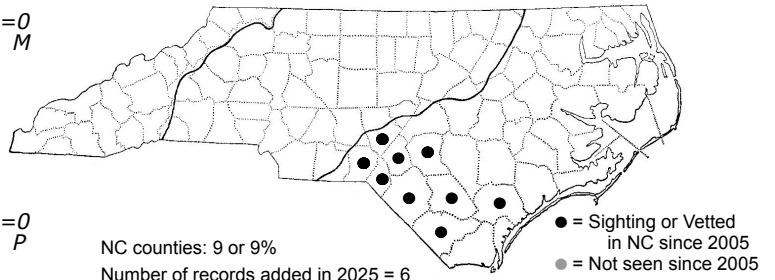 =0
M
=0
P
NC counties: 9 or 9%
Number of records added in 2025 = 6
= Sighting or Vetted
in NC since 2005
= Not seen since 2005